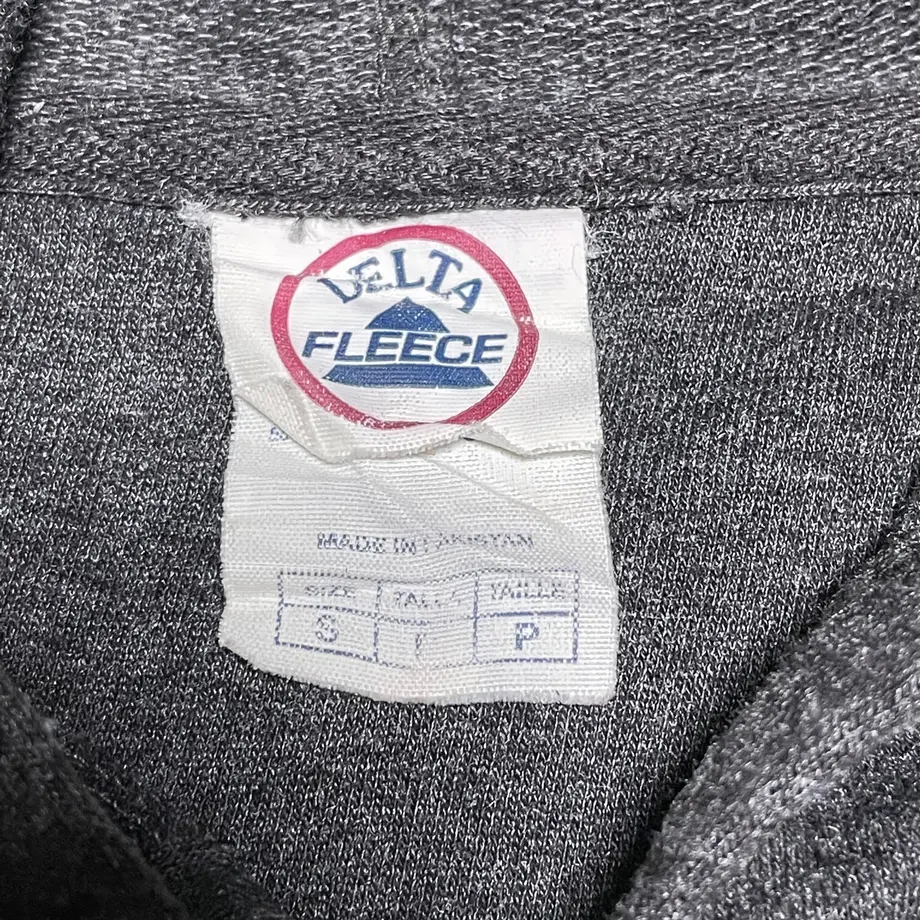 DELTA
FLEECE
MADE IN PAKISTAN
SIZE TALLA TAILLE
S P